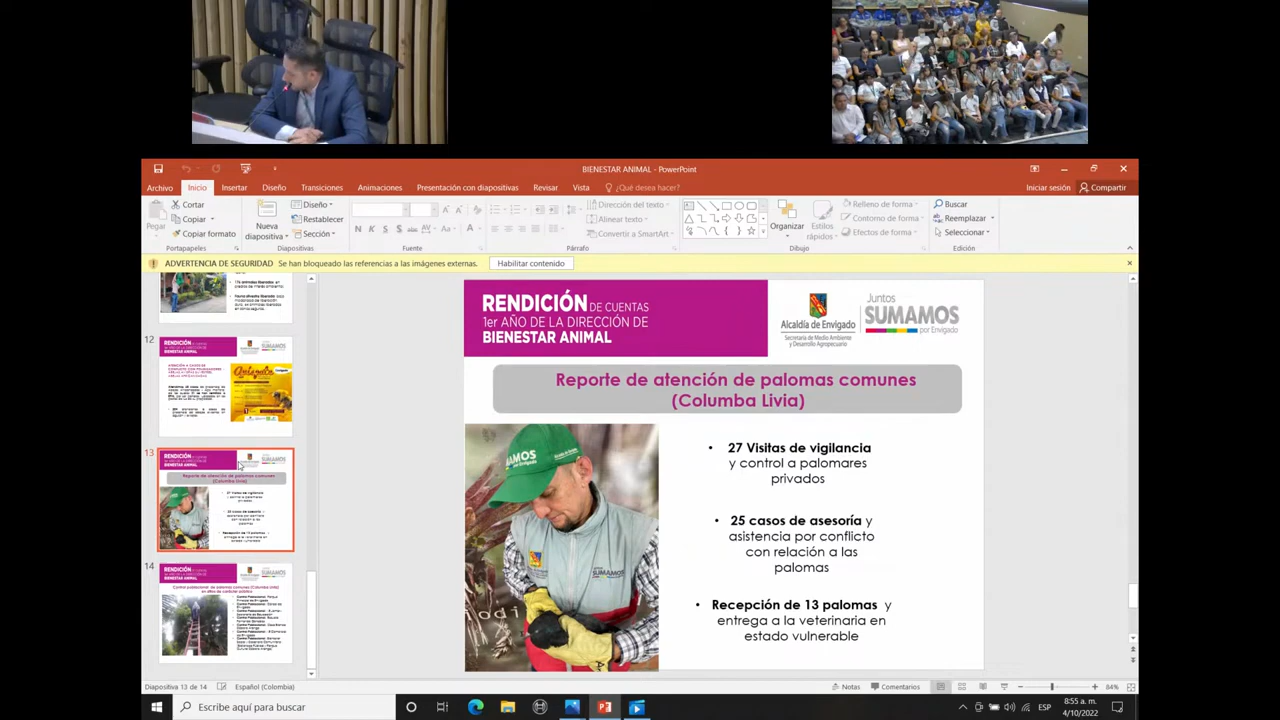 BIENESTAR ANIMAL - PowerPoint
Archivo
Inicio
Insertar
Diseño
Transiciones
Animaciones
Presentación con diapositivas
Revisar
Vista
¿Qué desea hacer?
Iniciar sesión
Compartir
Pegar
Cortar
Copiar
Copiar formato
Portapapeles
Nueva
diapositiva
Diseño
Restablecer
Sección
Diapositivas
Fuente
Dirección del texto
Alinear texto
Convertir a SmartArt
Párrafo
Organizar
Estilos
rápidos
Relleno de forma
Contorno de forma
Efectos de forma
Dibujo
Buscar
Reemplazar
Seleccionar
Edición
ADVERTENCIA DE SEGURIDAD Se han bloqueado las referencias a las imágenes externas.
Habilitar contenido
12
13
14
RENDICIÓN DE CUENTAS
1er AÑO DE LA DIRECCIÓN DE
BIENESTAR ANIMAL
Alcaldía de Envigado
Secretaría de Medio Ambiente
y Desarrollo Agropecuario
Juntos
SUMAMOS
por Envigado
Reporte de atención de palomas comunes
(Columba Livia)
• 27 Visitas de vigilancia
y control a palomares
privados
• 25 casos de asesoría y
asistencia por conflicto
con relación a las
palomas
Recepción de 13 palomas y
entrega a la veterinaria en
estado vulnerable
Diapositiva 13 de 14
Español (Colombia)
Notas
Comentarios
84%
Escribe aquí para buscar
ESP
8:55 a. m.
4/10/2022